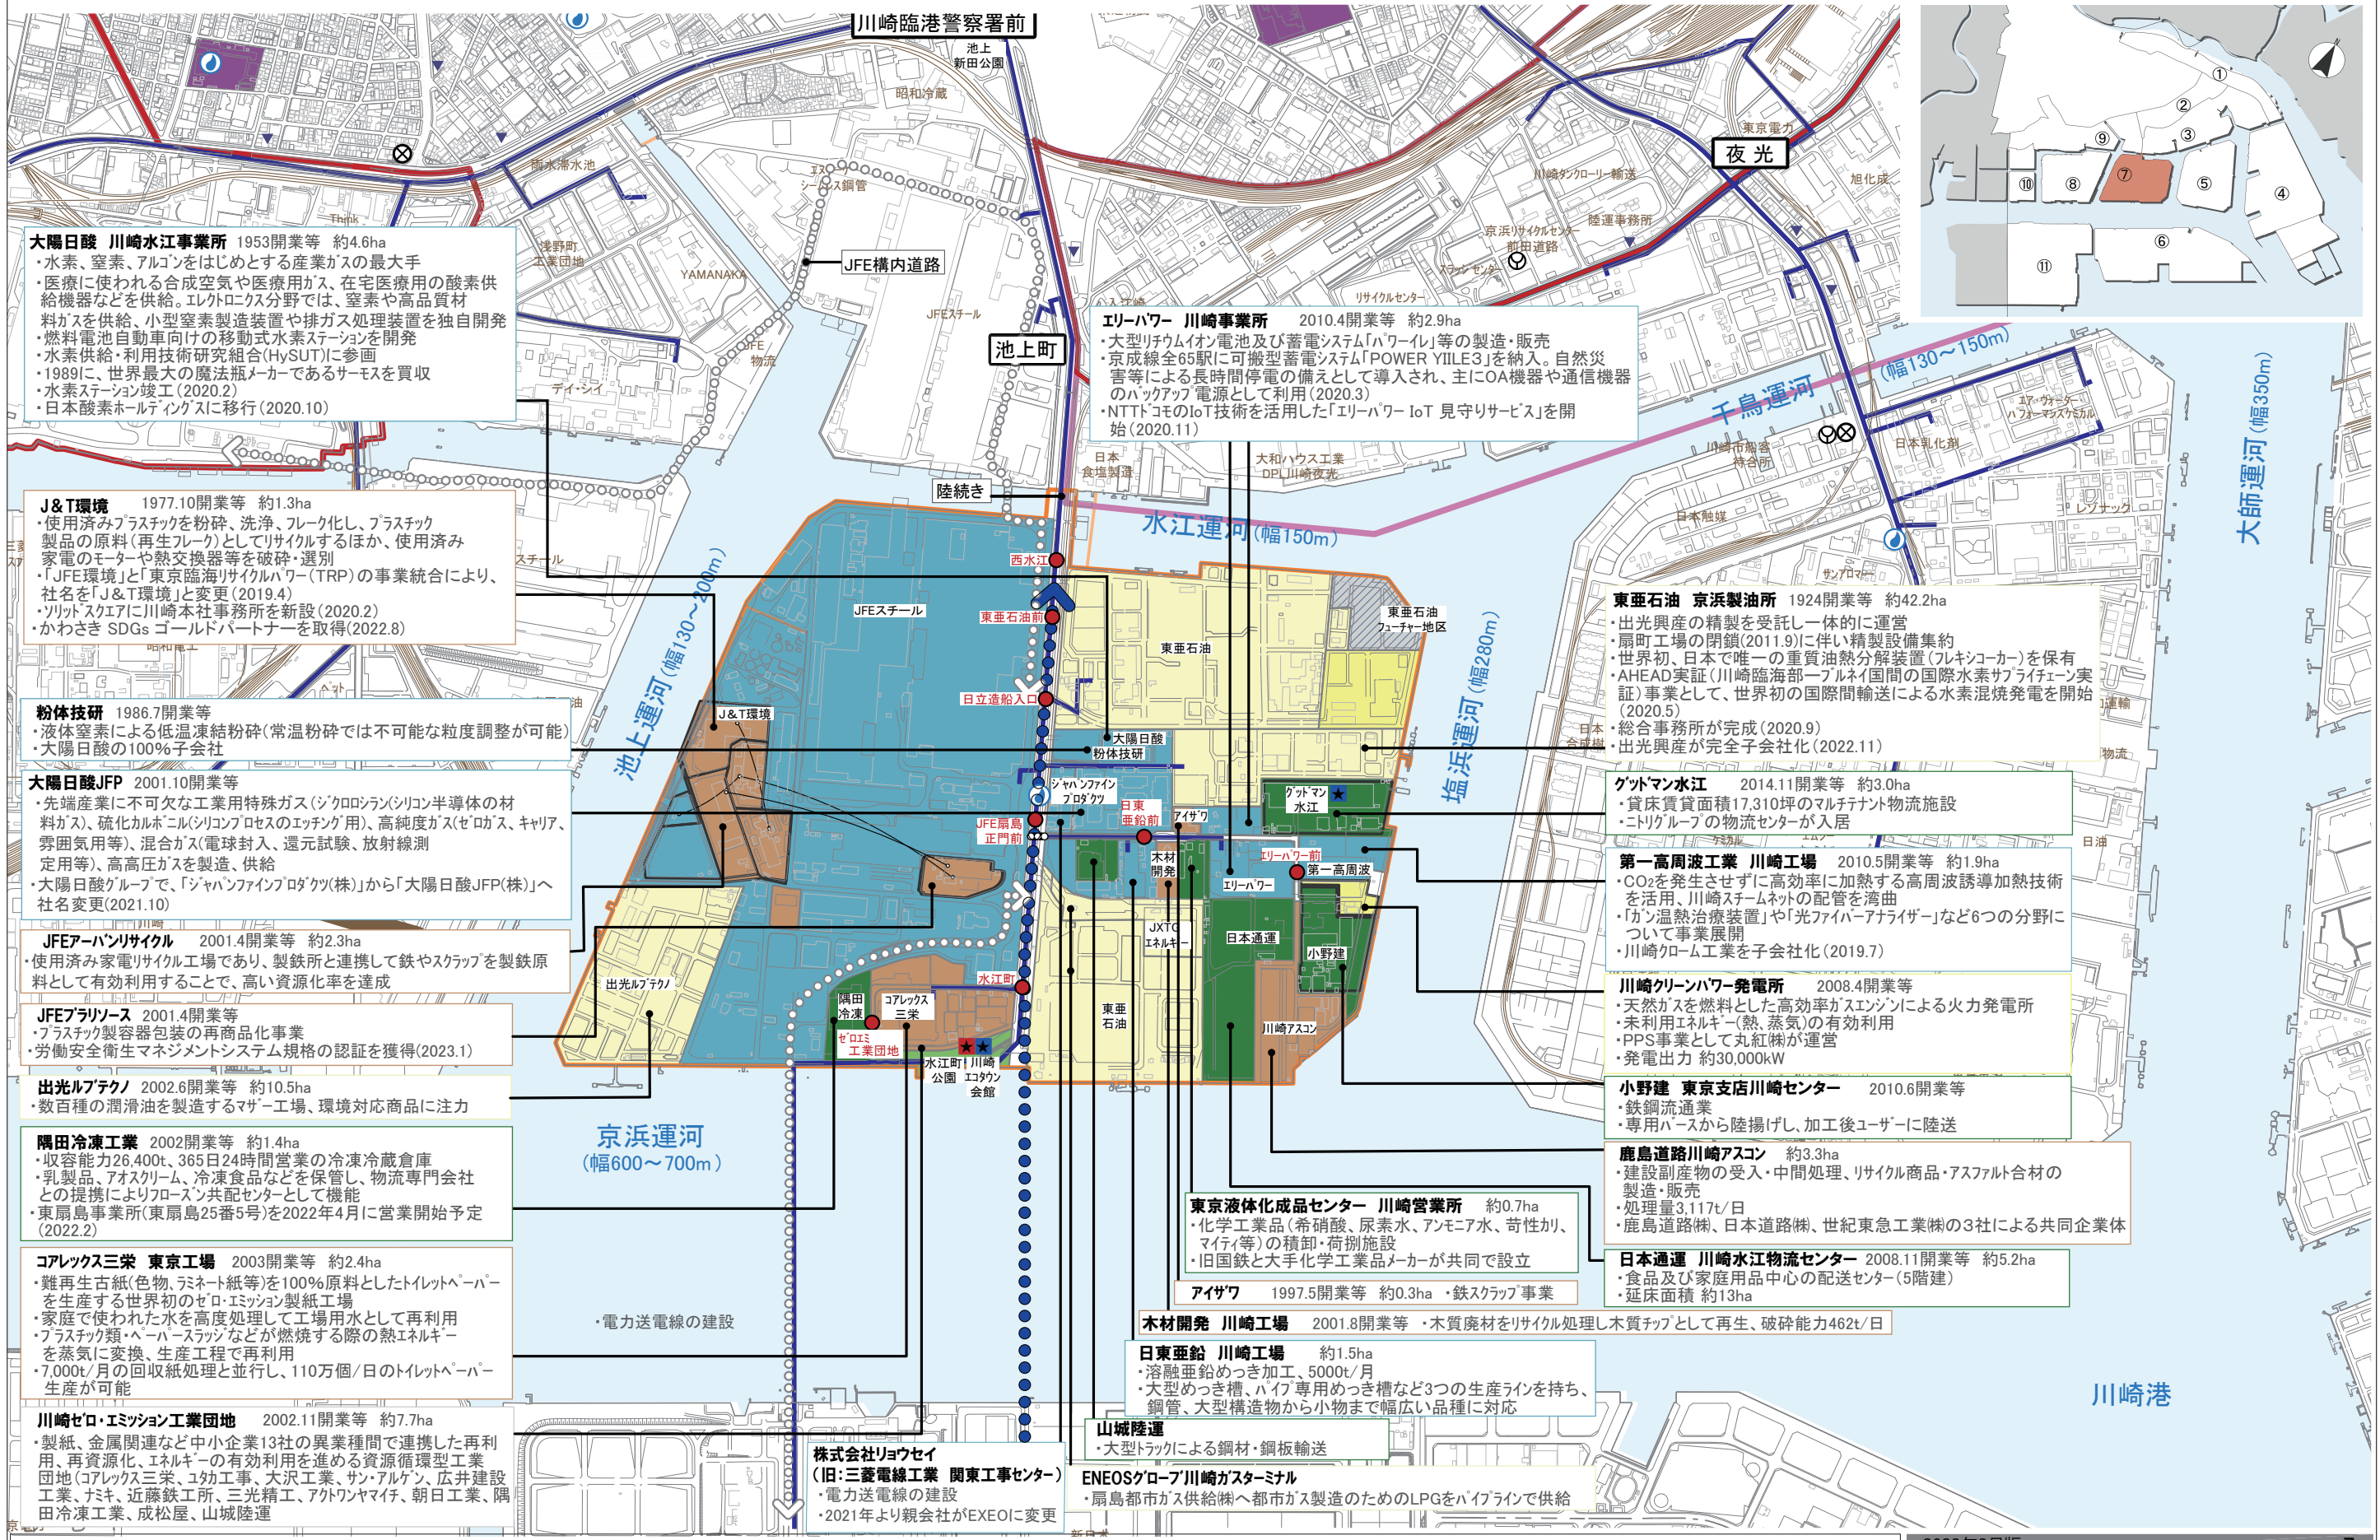 川崎臨港警察署前
池上
新田公園
昭和冷蔵
東京電力
夜光
旭化成
川崎タンクローリー輸送
陸運事務所
京浜リサイクルセンター
前田道路
スラッジセンター
リサイクルセンター
入江崎
雨水滞水池
エヌケーケー
シームレス鋼管
Think
浅野町
工業団地
YAMANAKA
JFE構内道路
JFEスチール
JFE
物流
デイ・シイ
池上町
①
②
③
④
⑤
⑥
⑦
⑧
⑨
⑩
⑪
大陽日酸 川崎水江事業所 1953開業等 約4.6ha
・水素、窒素、アルゴンをはじめとする産業ガスの最大手
・医療に使われる合成空気や医療用ガス、在宅医療用の酸素供
給機器などを供給。エレクトロニクス分野では、窒素や高品質材
料ガスを供給、小型窒素製造装置や排ガス処理装置を独自開発
・燃料電池自動車向けの移動式水素ステーションを開発
・水素供給・利用技術研究組合(HySUT)に参画
・1989に、世界最大の魔法瓶メーカーであるサーモスを買収
・水素ステーション竣工(2020.2)
・日本酸素ホールディングスに移行(2020.10)
エリーパワー 川崎事業所 2010.4開業等 約2.9ha
・大型リチウムイオン電池及び蓄電システム「パワーイレ」等の製造・販売
・京成線全65駅に可搬型蓄電システム「POWER YIILE3」を納入。自然災
害等による長時間停電の備えとして導入され、主にOA機器や通信機器
のバックアップ電源として利用(2020.3)
・NTTドコモのIoT技術を活用した「エリーパワー IoT 見守りサービス」を開
始(2020.11)
日本
食塩製造
大和ハウス工業
DPL川崎夜光
千鳥運河
(幅130～150m)
大師運河(幅350m)
エア・ウォーター・
パフォーマンスケミカル
日本乳化剤
川崎市船客
待合所
日本触媒
レゾナック
サンアロマー
陸続き
水江運河(幅150m)
J＆T環境 1977.10開業等 約1.3ha
・使用済みプラスチックを粉砕、洗浄、フレーク化し、プラスチック
製品の原料(再生フレーク)としてリサイクルするほか、使用済み
家電のモーターや熱交換器等を破砕・選別
・「JFE環境」と「東京臨海リサイクルパワー(TRP)の事業統合により、
社名を「J＆T環境」と変更(2019.4)
・ソリッドスクエアに川崎本社事務所を新設(2020.2)
・かわさき SDGs ゴールドパートナーを取得(2022.8)
スチール
昭和電工
ペット
池上運河(幅130～200m)
塩浜運河(幅280m)
西水江
東亜石油前
日立造船入口
JFEスチール
東亜石油
東亜石油
フューチャー地区
J＆T環境
大陽日酸
粉体技研
ジャパンファイン
プロダクツ
日東
亜鉛前
JFE扇島
正門前
アイザワ
グッドマン
水江
木材
開発
エリーパワー前
第一高周波
エリーパワー
JXTG
エネルギー
日本通運
小野建
東亜
石油
川崎アスコン
水江町
隅田
冷凍
コアレックス
三栄
ゼロエミ
工業団地
水江町
公園
川崎
エコタウン
会館
出光ルブテクノ
粉体技研 1986.7開業等
・液体窒素による低温凍結粉砕(常温粉砕では不可能な粒度調整が可能)
・大陽日酸の100%子会社
大陽日酸JFP 2001.10開業等
・先端産業に不可欠な工業用特殊ガス(ジクロロシラン(シリコン半導体の材
料ガス)、硫化カルボニル(シリコンプロセスのエッチング用)、高純度ガス(ゼロガス、キャリア、
雰囲気用等)、混合ガス(電球封入、還元試験、放射線測
定用等)、高高圧ガスを製造、供給
・大陽日酸グループで、「ジャパンファインプロダクツ(株)」から「大陽日酸JFP(株)」へ
社名変更(2021.10)
JFEアーバンリサイクル 2001.4開業等 約2.3ha
・使用済み家電リサイクル工場であり、製鉄所と連携して鉄やスクラップを製鉄原
料として有効利用することで、高い資源化率を達成
JFEプラリソース 2001.4開業等
・プラスチック製容器包装の再商品化事業
・労働安全衛生マネジメントシステム規格の認証を獲得(2023.1)
出光ルブテクノ 2002.6開業等 約10.5ha
・数百種の潤滑油を製造するマザー工場、環境対応商品に注力
隅田冷凍工業 2002開業等 約1.4ha
・収容能力26,400t、365日24時間営業の冷凍冷蔵倉庫
・乳製品、アオスクリーム、冷凍食品などを保管し、物流専門会社
との提携によりフローズン共配センターとして機能
・東扇島事業所(東扇島25番5号)を2022年4月に営業開始予定
(2022.2)
コアレックス三栄 東京工場 2003開業等 約2.4ha
・難再生古紙(色物、ラミネート紙等)を100%原料としたトイレットペーパー
を生産する世界初のゼロ・エミッション製紙工場
・家庭で使われた水を高度処理して工場用水として再利用
・プラスチック類・ペーパースラッジなどが燃焼する際の熱エネルギー
を蒸気に変換、生産工程で再利用
・7,000t/月の回収紙処理と並行し、110万個/日のトイレットペーパー
生産が可能
川崎ゼロ・エミッション工業団地 2002.11開業等 約7.7ha
・製紙、金属関連など中小企業13社の異業種間で連携した再利
用、再資源化、エネルギーの有効利用を進める資源循環型工業
団地(コアレックス三栄、ユタカ工事、大沢工業、サン・アルゲン、広井建設
工業、ナミキ、近藤鉄工所、三光精工、アクトワンヤマイチ、朝日工業、隅
田冷凍工業、成松屋、山城陸運
京浜運河
(幅600～700m)
・電力送電線の建設
株式会社リョウセイ
(旧：三菱電線工業 関東工事センター)
・電力送電線の建設
・2021年より親会社がEXEOに変更
東亜石油 京浜製油所 1924開業等 約42.2ha
・出光興産の精製を受託し一体的に運営
・扇町工場の閉鎖(2011.9)に伴い精製設備集約
・世界初、日本で唯一の重質油熱分解装置(フレキシコーカー)を保有
・AHEAD実証(川崎臨海部ーブルネイ国間の国際水素サプライチェーン実
証)事業として、世界初の国際間輸送による水素混焼発電を開始
(2020.5)
・総合事務所が完成(2020.9)
・出光興産が完全子会社化(2022.11)
日本
運輸
物流
日油
ケミカル
グッドマン水江 2014.11開業等 約3.0ha
・貸床賃貸面積17,310坪のマルチテナント物流施設
・ニトリグループの物流センターが入居
第一高周波工業 川崎工場 2010.5開業等 約1.9ha
・CO₂を発生させずに高効率に加熱する高周波誘導加熱技術
を活用、川崎スチームネットの配管を湾曲
・「ガン温熱治療装置」や「光ファイバーアナライザー」など6つの分野に
ついて事業展開
・川崎クローム工業を子会社化(2019.7)
川崎クリーンパワー発電所 2008.4開業等
・天然ガスを燃料とした高効率ガスエンジンによる火力発電所
・未利用エネルギー(熱、蒸気)の有効利用
・PPS事業として丸紅㈱が運営
・発電出力 約30,000kW
小野建 東京支店川崎センター 2010.6開業等
・鉄鋼流通業
・専用バースから陸揚げし、加工後ユーザーに陸送
鹿島道路川崎アスコン 約3.3ha
・建設副産物の受入・中間処理、リサイクル商品・アスファルト合材の
製造・販売
・処理量3,117t/日
・鹿島道路㈱、日本道路㈱、世紀東急工業㈱の３社による共同企業体
日本通運 川崎水江物流センター 2008.11開業等 約5.2ha
・食品及び家庭用品中心の配送センター(5階建)
・延床面積 約13ha
東京液体化成品センター 川崎営業所 約0.7ha
・化学工業品(希硝酸、尿素水、アンモニア水、苛性カリ、
マイティ等)の積卸・荷捌施設
・旧国鉄と大手化学工業品メーカーが共同で設立
アイザワ 1997.5開業等 約0.3ha ・鉄スクラップ事業
木材開発 川崎工場 2001.8開業等 ・木質廃材をリサイクル処理し木質チップとして再生、破砕能力462t/日
日東亜鉛 川崎工場 約1.5ha
・溶融亜鉛めっき加工、5000t/月
・大型めっき槽、パイプ専用めっき槽など3つの生産ラインを持ち、
鋼管、大型構造物から小物まで幅広い品種に対応
山城陸運
・大型トラックによる鋼材・鋼板輸送
ENEOSグローブ川崎ガスターミナル
・扇島都市ガス供給㈱へ都市ガス製造のためのLPGをパイプラインで供給
川崎港